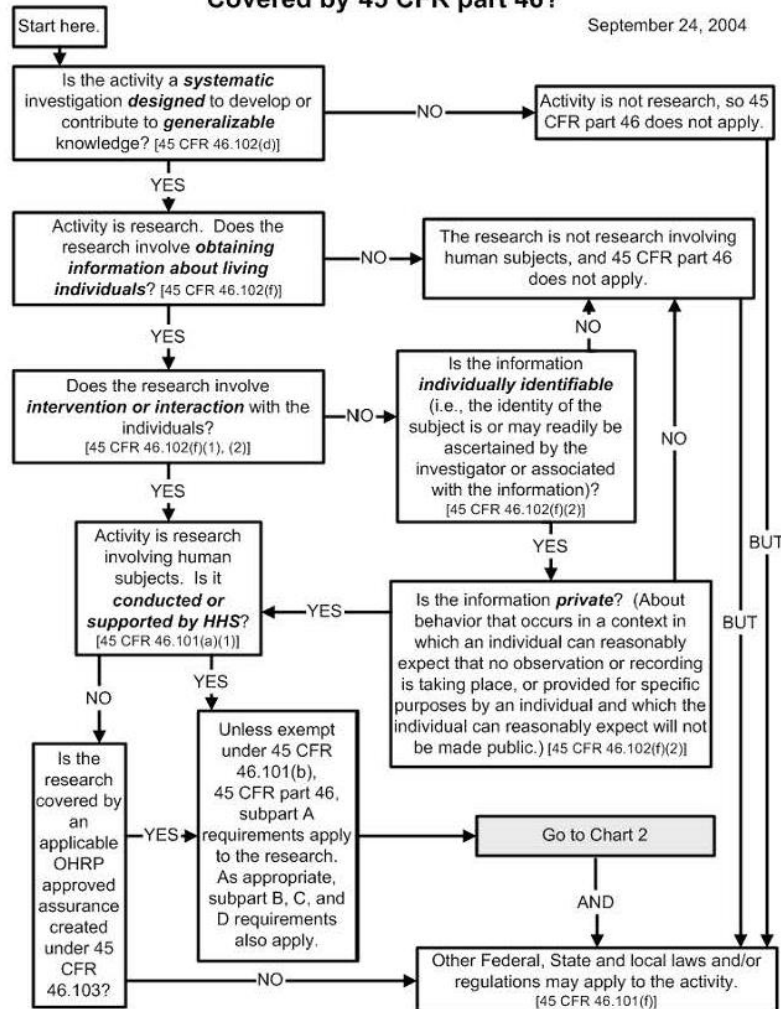 Covered by 45 CFR part 46?
September 24, 2004
Start here.
Is the activity a systematic
investigation designed to develop or
contribute to generalizable
knowledge? [45 CFR 46.102(d)]
NO
Activity is not research, so 45
CFR part 46 does not apply.
YES
Activity is research. Does the
research involve obtaining
information about living
individuals? [45 CFR 46.102(f)]
NO
The research is not research involving
human subjects, and 45 CFR part 46
does not apply.
YES
NO
Does the research involve
intervention or interaction with the
individuals?
[45 CFR 46.102(f)(1), (2)]
NO
Is the information
individually identifiable
(i.e., the identity of the
subject is or may readily be
ascertained by the
investigator or associated
with the information)?
[45 CFR 46.102(f)(2)]
NO
YES
YES
BUT
Activity is research
involving human
subjects. Is it
conducted or
supported by HHS?
[45 CFR 46.101(a)(1)]
YES
Is the information private? (About
behavior that occurs in a context in
which an individual can reasonably
expect that no observation or recording
is taking place, or provided for specific
purposes by an individual and which the
individual can reasonably expect will not
be made public.) [45 CFR 46.102(f)(2)]
BUT
NO
YES
Is the
research
covered by
an
applicable
OHRP
approved
assurance
created
under 45
CFR
46.103?
YES
Unless exempt
under 45 CFR
46.101(b),
45 CFR part 46,
subpart A
requirements apply
to the research.
As appropriate,
subpart B, C, and
D requirements
also apply.
Go to Chart 2
AND
NO
Other Federal, State and local laws and/or
regulations may apply to the activity.
[45 CFR 46.101(f)]